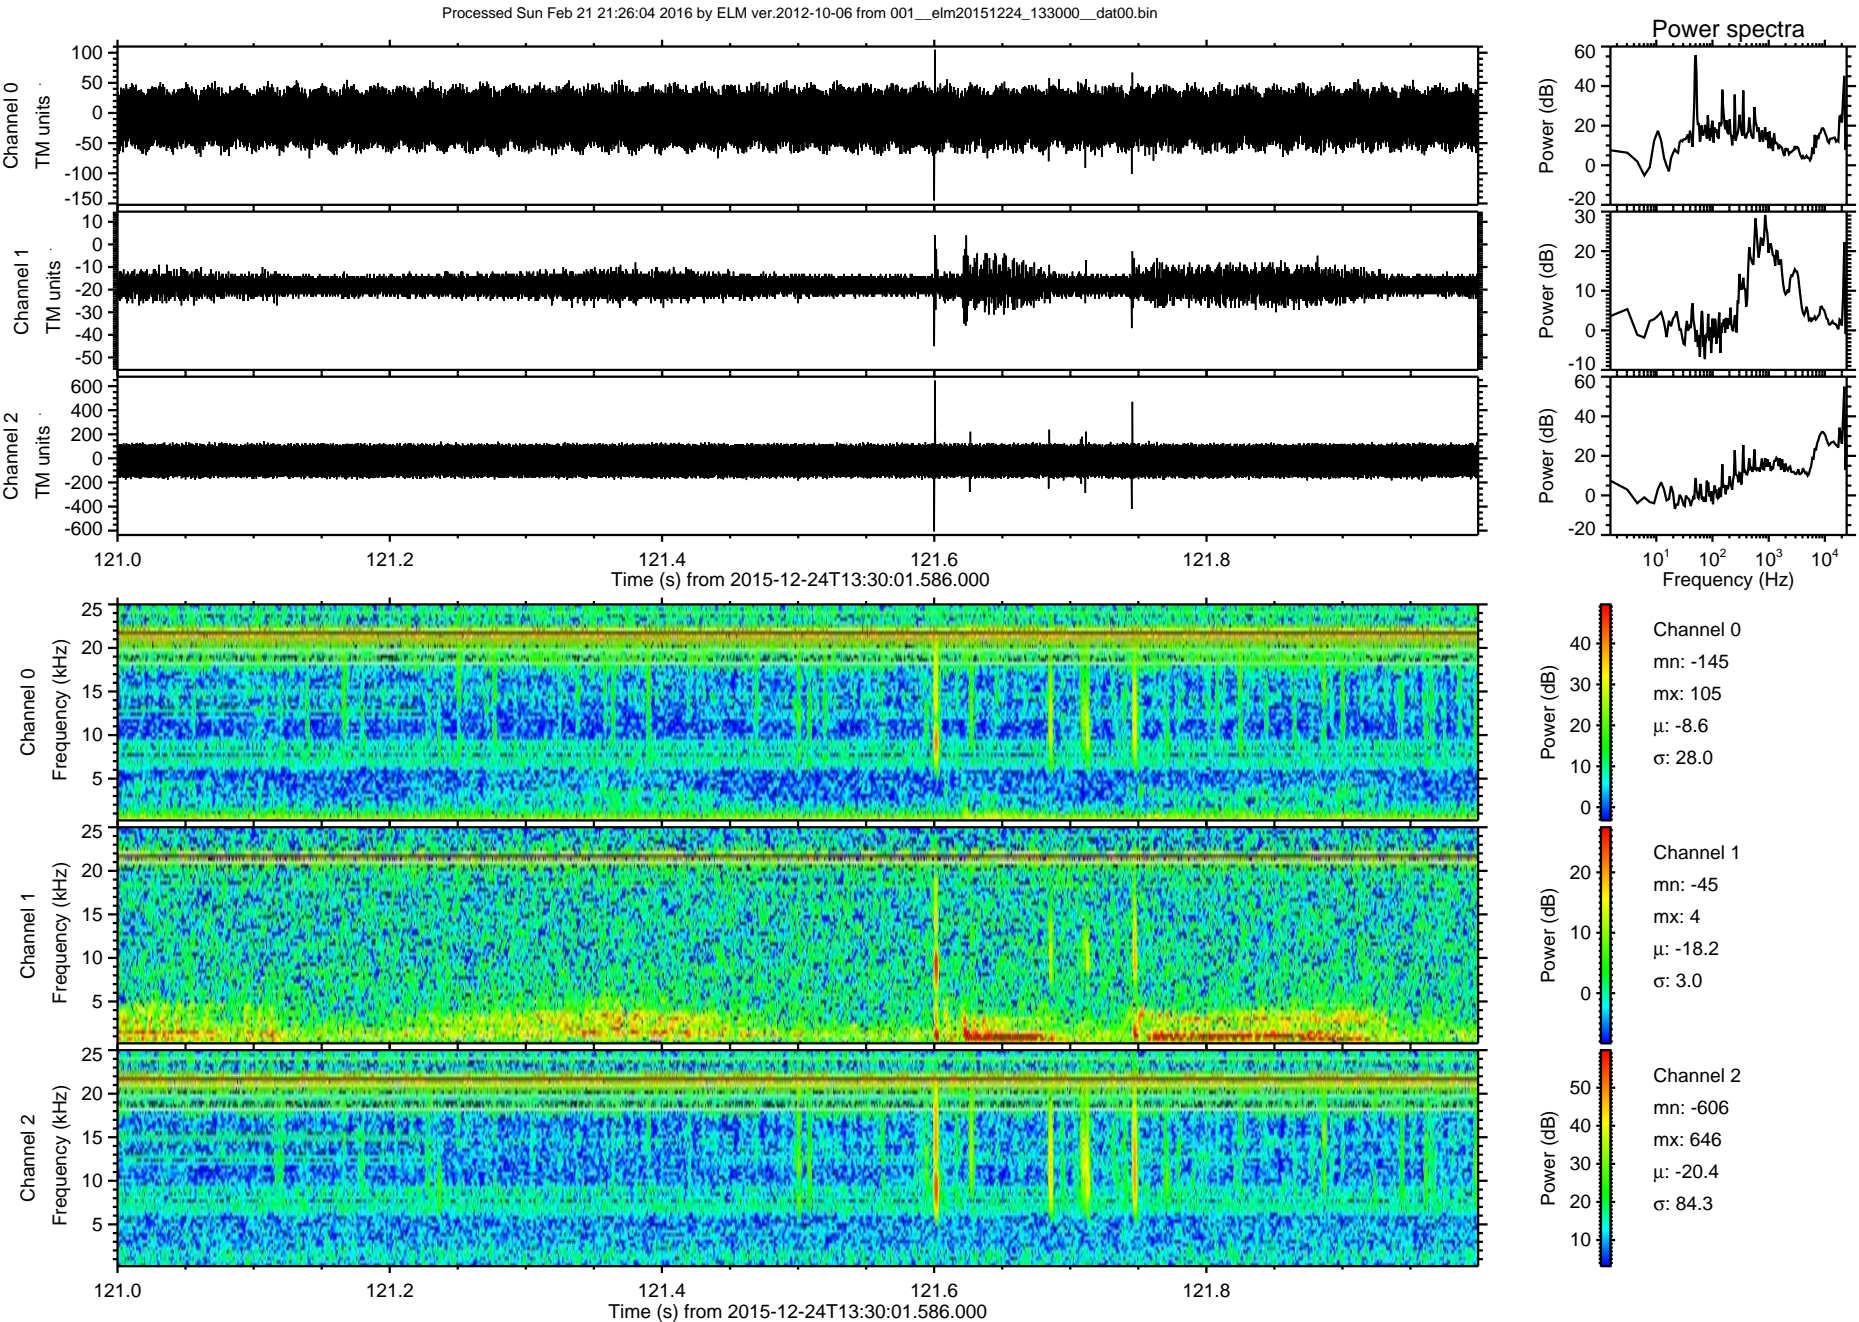 Processed Sun Feb 21 21:26:04 2016 by ELM ver.2012-10-06 from 001__elm20151224_133000__dat00.bin
Power spectra
Channel 0
TM units
100
50
0
-50
-100
-150
Power (dB)
60
40
20
0
-20
Channel 1
TM units
10
0
-10
-20
-30
-40
-50
Power (dB)
30
20
10
0
-10
Channel 2
TM units
600
400
200
0
-200
-400
-600
Power (dB)
60
40
20
0
-20
121.0 121.2 121.4 121.6 121.8
Time (s) from 2015-12-24T13:30:01.586.000
10^1 10^2 10^3 10^4
Frequency (Hz)
Channel 0
Frequency (kHz)
25
20
15
10
5
Power (dB)
40
30
20
10
0
Channel 0
mn: -145
mx: 105
μ: -8.6
σ: 28.0
Channel 1
Frequency (kHz)
25
20
15
10
5
Power (dB)
20
10
0
Channel 1
mn: -45
mx: 4
μ: -18.2
σ: 3.0
Channel 2
Frequency (kHz)
25
20
15
10
5
Power (dB)
50
40
30
20
10
Channel 2
mn: -606
mx: 646
μ: -20.4
σ: 84.3
121.0 121.2 121.4 121.6 121.8
Time (s) from 2015-12-24T13:30:01.586.000